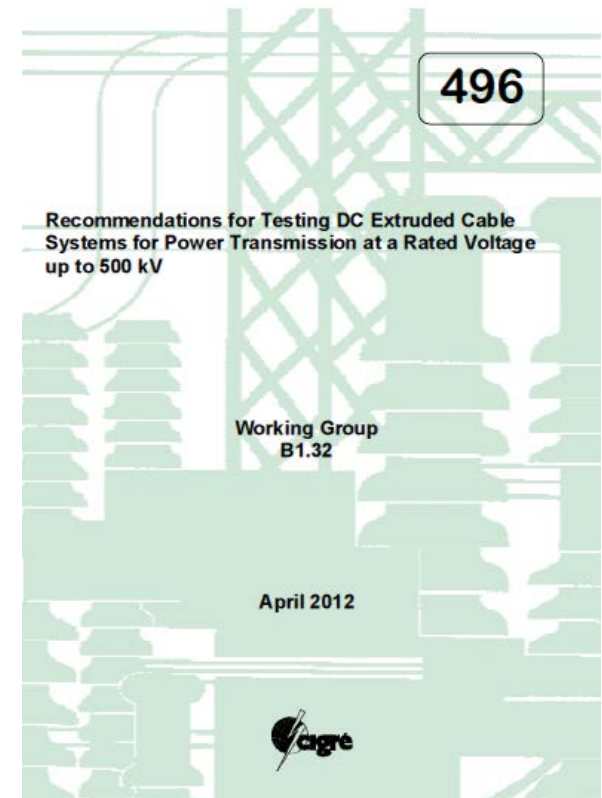 496
Recommendations for Testing DC Extruded Cable
Systems for Power Transmission at a Rated Voltage
up to 500 kV
Working Group
B1.32
April 2012
cigré